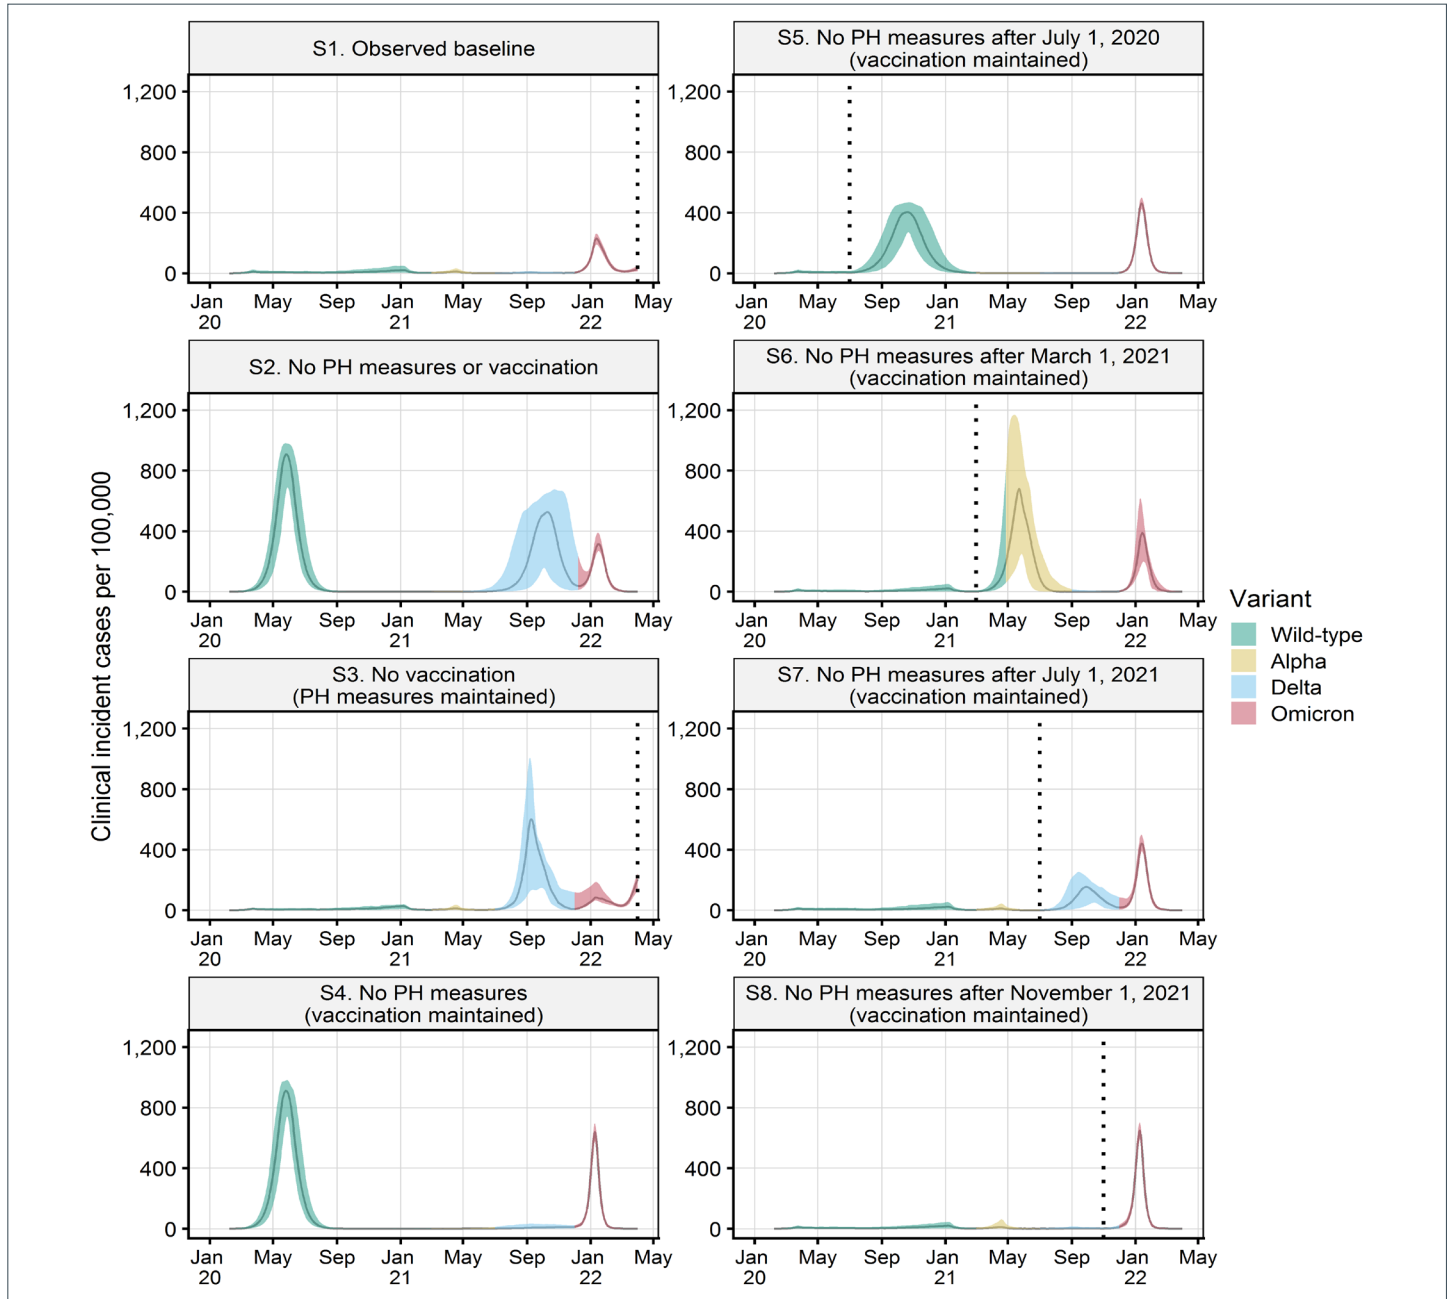 S1. Observed baseline
1,200
800
400
0
Jan May Sep Jan May Sep Jan May
20 21 22
S5. No PH measures after July 1, 2020
(vaccination maintained)
1,200
800
400
0
Jan May Sep Jan May Sep Jan May
20 21 22
S2. No PH measures or vaccination
1,200
800
400
0
Jan May Sep Jan May Sep Jan May
20 21 22
S6. No PH measures after March 1, 2021
(vaccination maintained)
1,200
800
400
0
Jan May Sep Jan May Sep Jan May
20 21 22
S3. No vaccination
(PH measures maintained)
1,200
800
400
0
Jan May Sep Jan May Sep Jan May
20 21 22
S7. No PH measures after July 1, 2021
(vaccination maintained)
1,200
800
400
0
Jan May Sep Jan May Sep Jan May
20 21 22
S4. No PH measures
(vaccination maintained)
1,200
800
400
0
Jan May Sep Jan May Sep Jan May
20 21 22
S8. No PH measures after November 1, 2021
(vaccination maintained)
1,200
800
400
0
Jan May Sep Jan May Sep Jan May
20 21 22
Clinical incident cases per 100,000
Variant
Wild-type
Alpha
Delta
Omicron